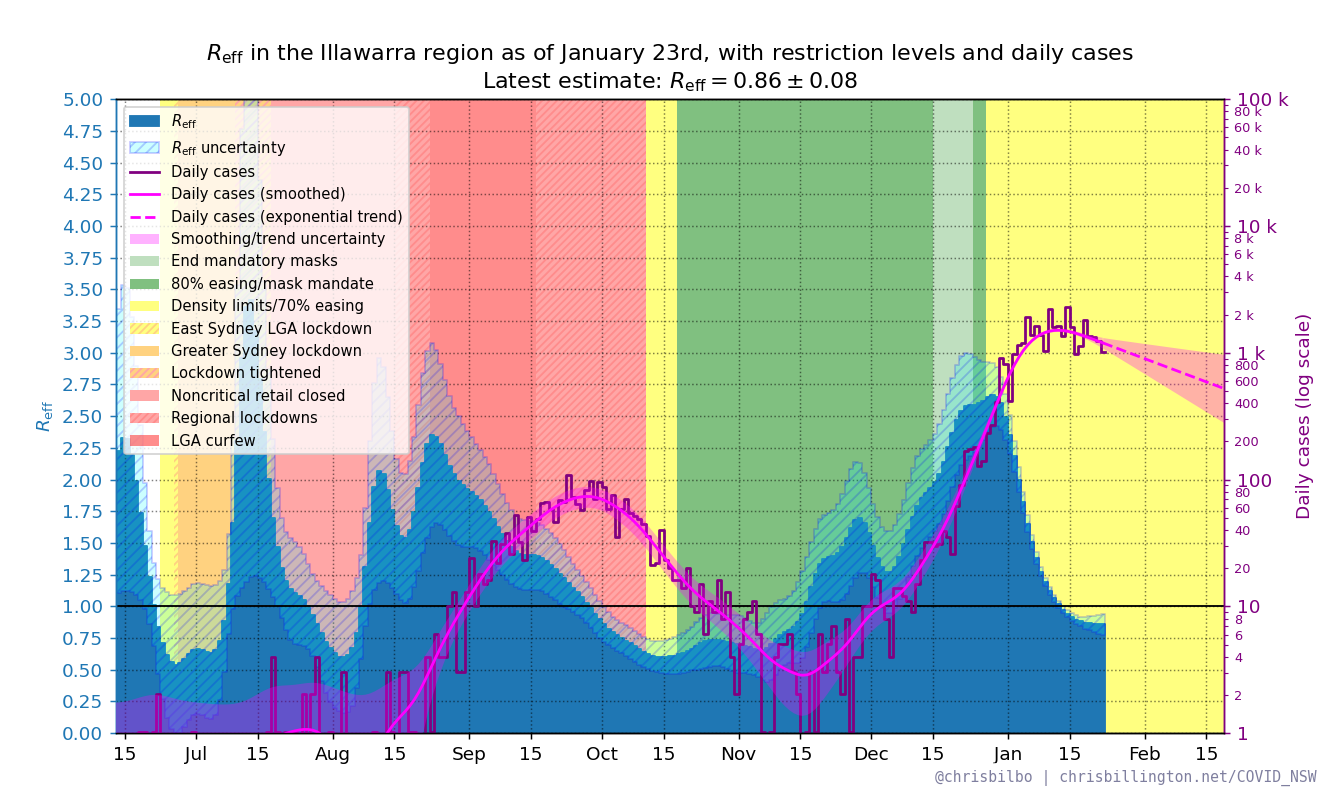 Reff in the Illawarra region as of January 23rd, with restriction levels and daily cases
Latest estimate: Reff = 0.86 ± 0.08
Reff
5.00
4.75
4.50
4.25
4.00
3.75
3.50
3.25
3.00
2.75
2.50
2.25
2.00
1.75
1.50
1.25
1.00
0.75
0.50
0.25
0.00
Reff
Reff uncertainty
Daily cases
Daily cases (smoothed)
Daily cases (exponential trend)
Smoothing/trend uncertainty
End mandatory masks
80% easing/mask mandate
Density limits/70% easing
East Sydney LGA lockdown
Greater Sydney lockdown
Lockdown tightened
Noncritical retail closed
Regional lockdowns
LGA curfew
100 k
80 k
60 k
40 k
20 k
10 k
8 k
6 k
4 k
2 k
1 k
800
600
400
200
100
80
60
40
20
10
8
6
4
2
1
Daily cases (log scale)
15 Jul 15 Aug 15 Sep 15 Oct 15 Nov 15 Dec 15 Jan 15 Feb 15
@chrisbilbo | chrisbillington.net/COVID_NSW